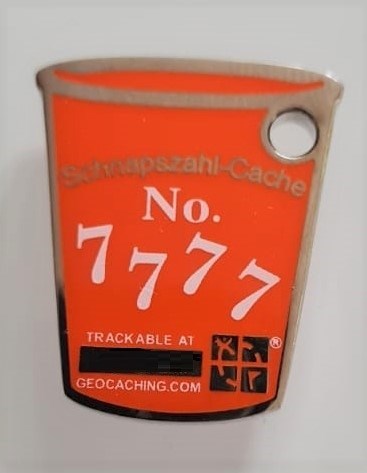 Schnapszahl-Cache
No.
7777
TRACKABLE AT
GEOCACHING.COM
®